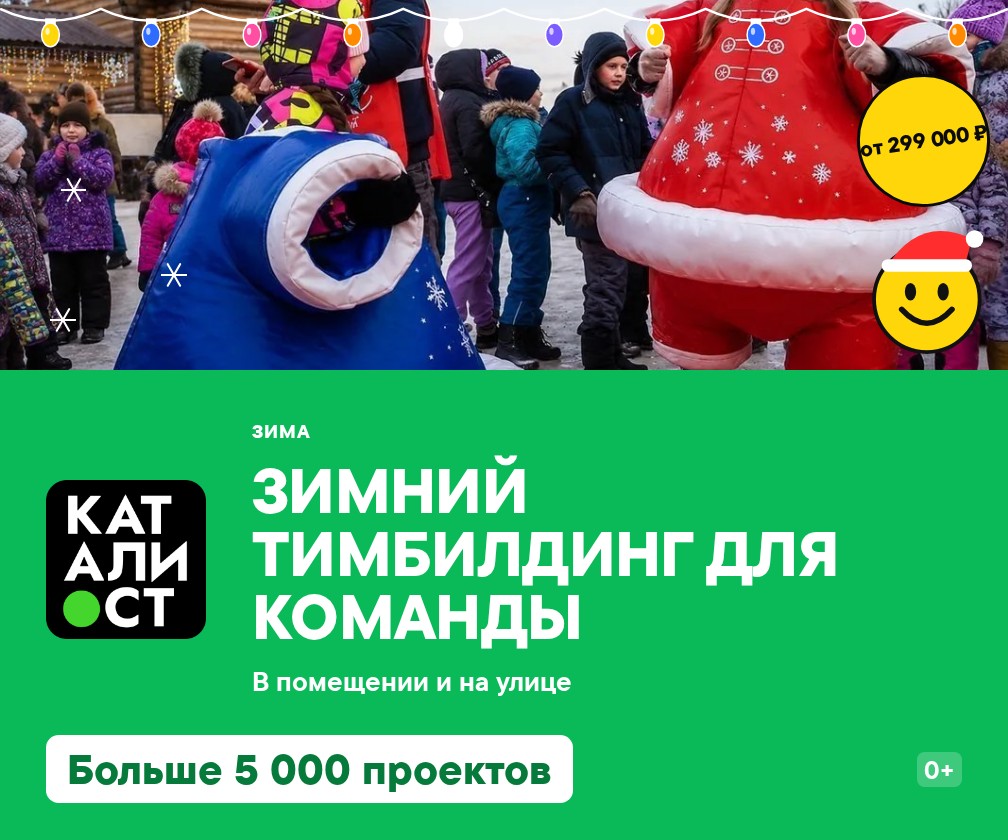 от 299 000 ₽
ЗИМА
ЗИМНИЙ
ТИМБИЛДИНГ ДЛЯ
КОМАНДЫ
КАТ
АЛИ
СТ
В помещении и на улице
Больше 5 000 проектов
0+